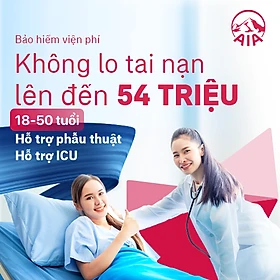 AIA
Bảo hiểm viện phí
Không lo tai nạn
lên đến 54 TRIỆU
18-50 tuổi
Hỗ trợ phẫu thuật
Hỗ trợ ICU